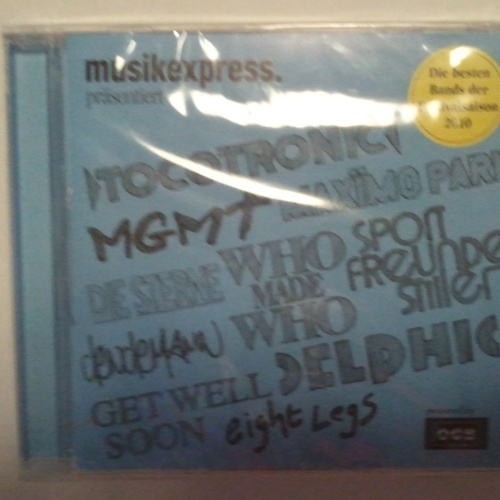 musikexpress.
präsentiert
Die besten
Bands der
2010
TOCOTRONIC
MGMT
MAXÏMO PARK
DIE STERNE
WHO
MADE
WHO
SPORT
FREUNDE
STILLER
dendemann
DELPHIC
GET WELL
SOON
eight Legs